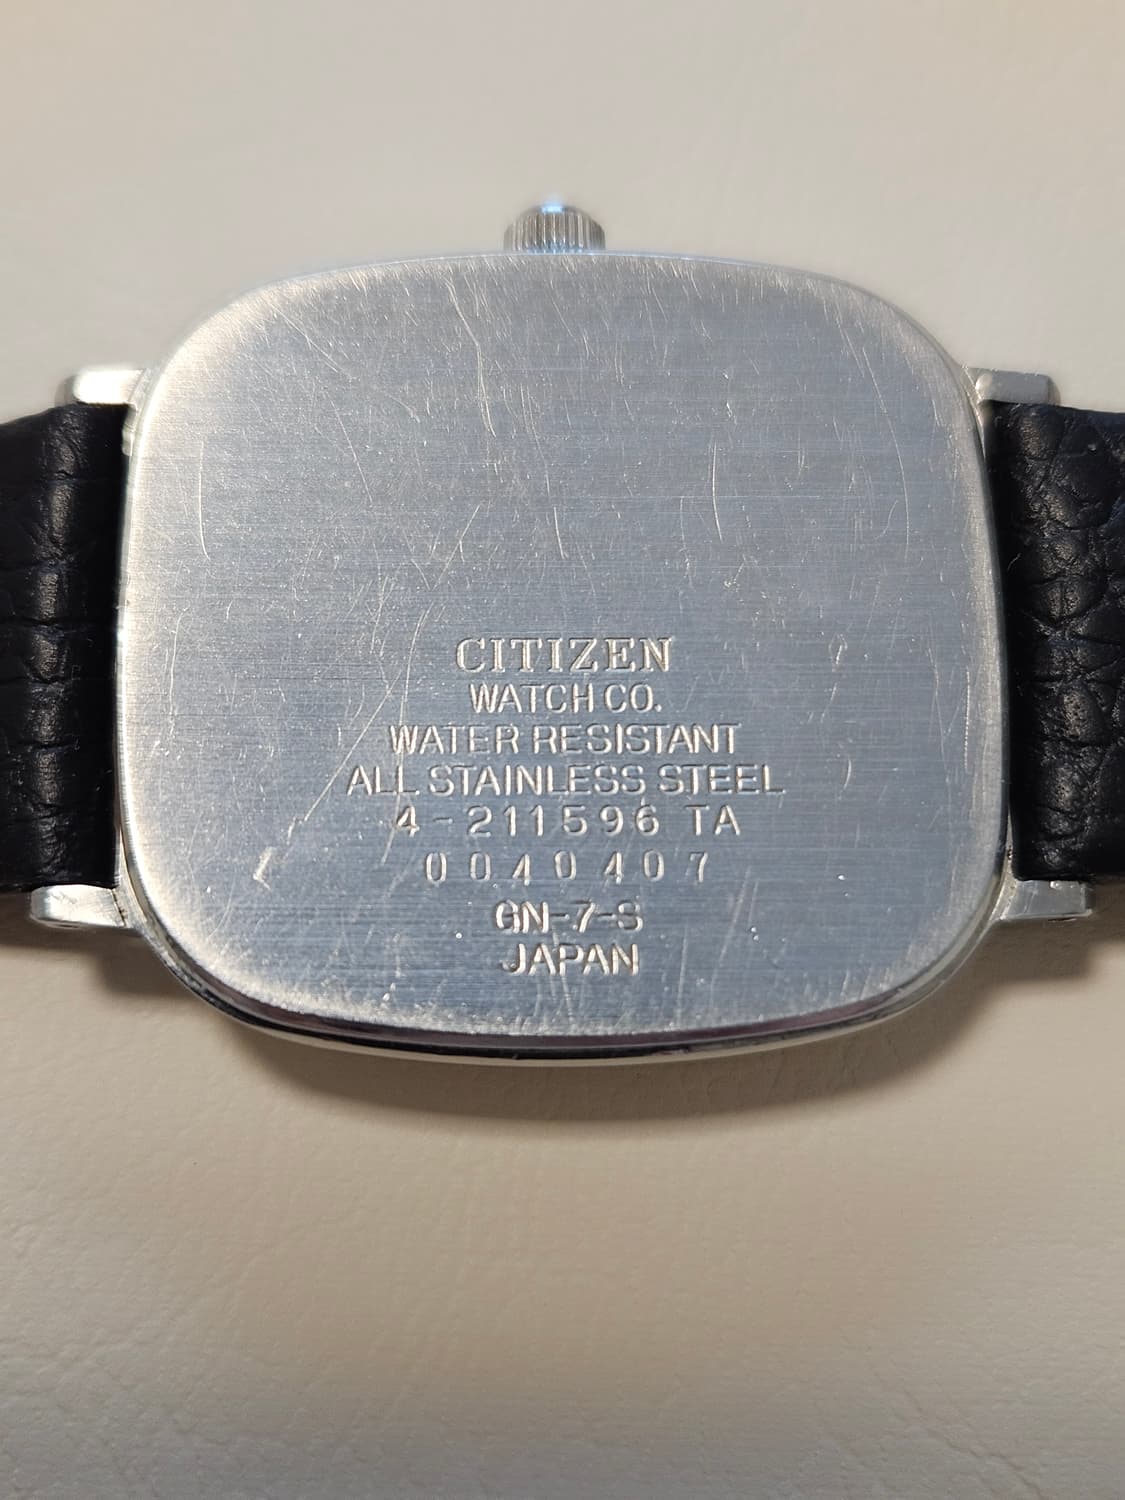 CITIZEN
WATCH CO.
WATER RESISTANT
ALL STAINLESS STEEL
4-211596 TA
0040407
GN-7-S
JAPAN